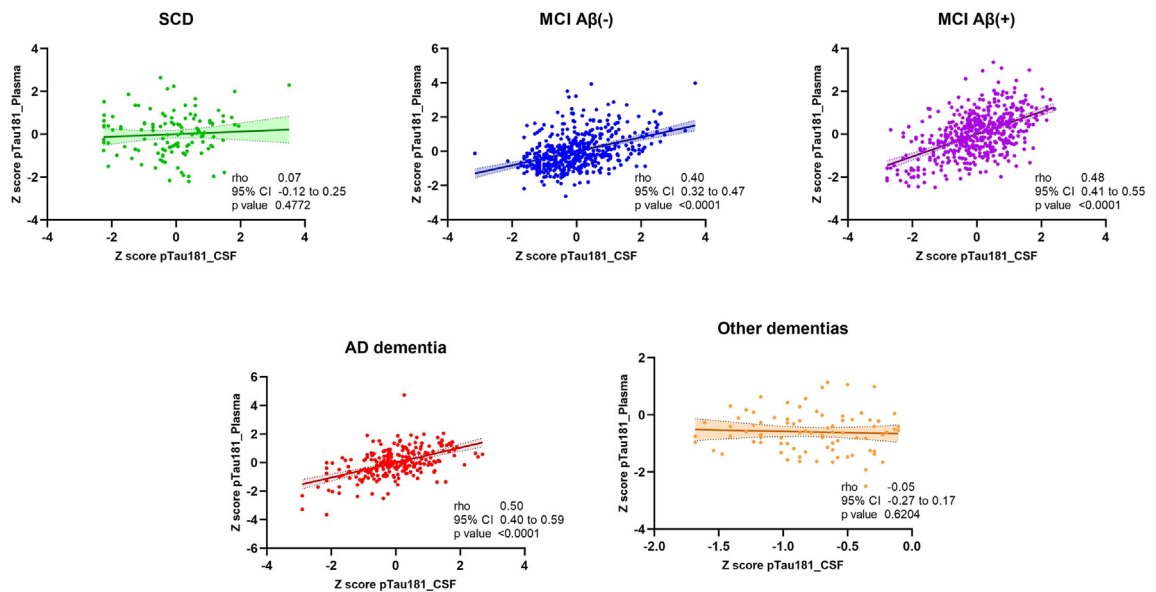 SCD
MCI Aβ(-)
MCI Aβ(+)
4
2
0
-2
-4
Z score pTau181_Plasma
rho 0.07
95% CI -0.12 to 0.25
p value 0.4772
-4 -2 0 2 4
Z score pTau181_CSF
6
4
2
0
-2
-4
Z score pTau181_Plasma
rho 0.40
95% CI 0.32 to 0.47
p value <0.0001
-4 -2 0 2 4
Z score pTau181_CSF
4
2
0
-2
-4
Z score pTau181_Plasma
rho 0.48
95% CI 0.41 to 0.55
p value <0.0001
-4 -2 0 2 4
Z score pTau181_CSF
AD dementia
6
4
2
0
-2
-4
-6
Z score pTau181_Plasma
rho 0.50
95% CI 0.40 to 0.59
p value <0.0001
-4 -2 0 2 4
Z score pTau181_CSF
Other dementias
2
0
-2
-4
Z score pTau181_Plasma
rho -0.05
95% CI -0.27 to 0.17
p value 0.6204
-2.0 -1.5 -1.0 -0.5 0.0
Z score pTau181_CSF